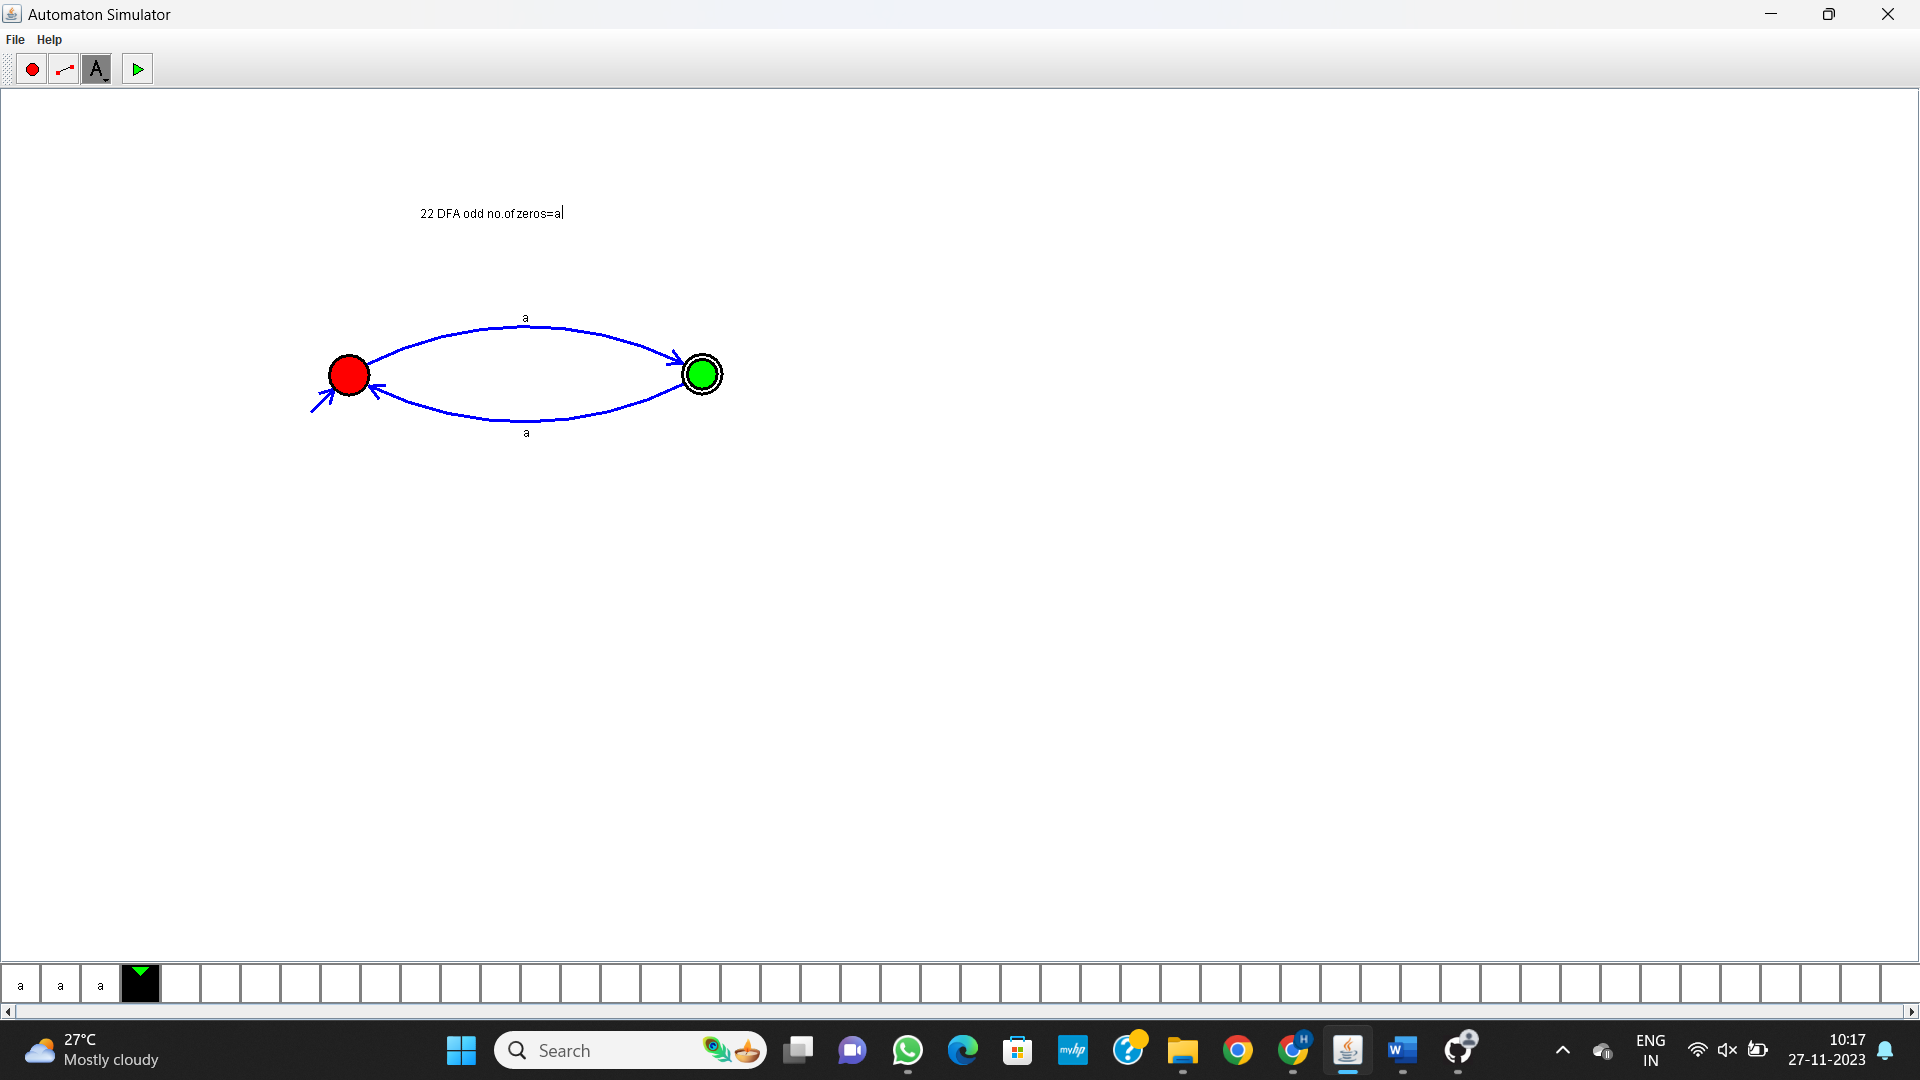 Automaton Simulator
File Help
A
22 DFA odd no.of zeros=a
a
a
a a a
27°C
Mostly cloudy
Search
myhp
H
W
ENG
IN
10:17
27-11-2023